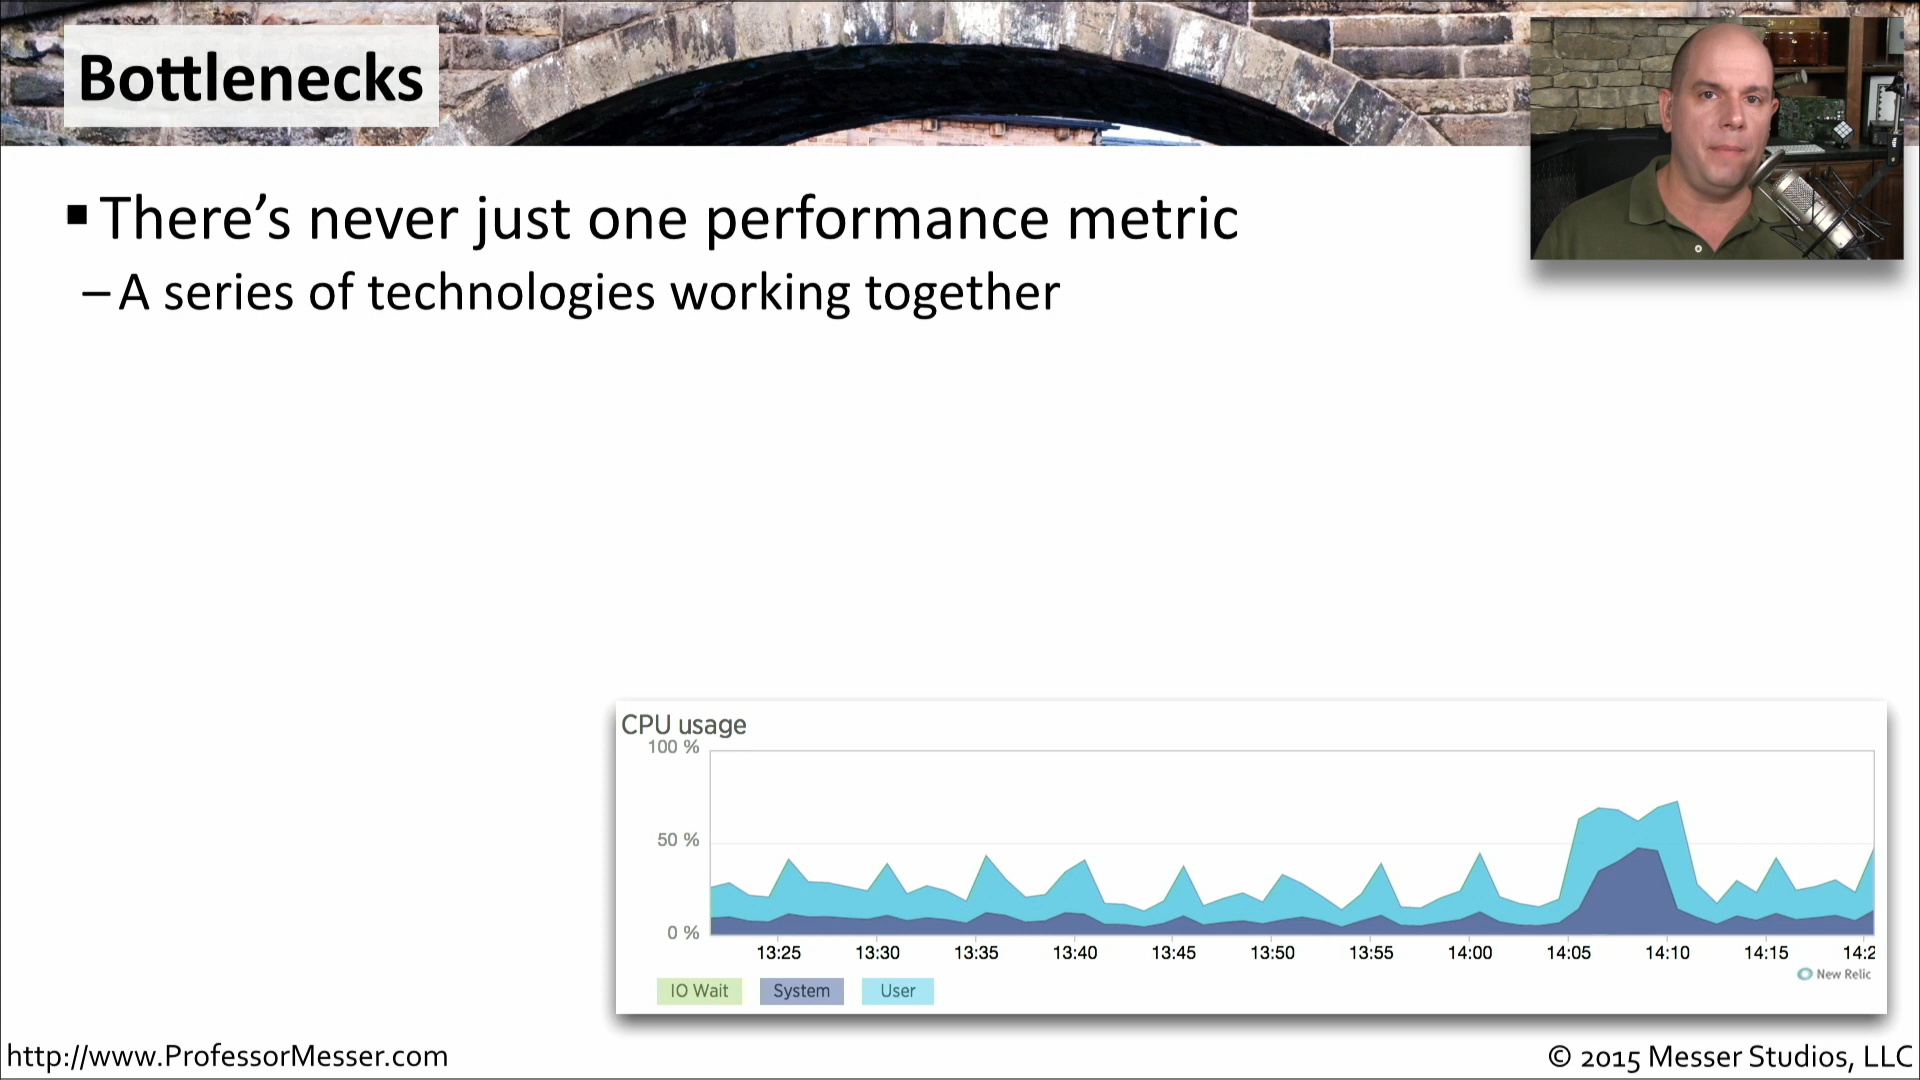 Bottlenecks
▪ There’s never just one performance metric
– A series of technologies working together
CPU usage
100 %
50 %
0 %
13:25 13:30 13:35 13:40 13:45 13:50 13:55 14:00 14:05 14:10 14:15 14:2
New Relic
IO Wait System User
http://www.ProfessorMesser.com
© 2015 Messer Studios, LLC